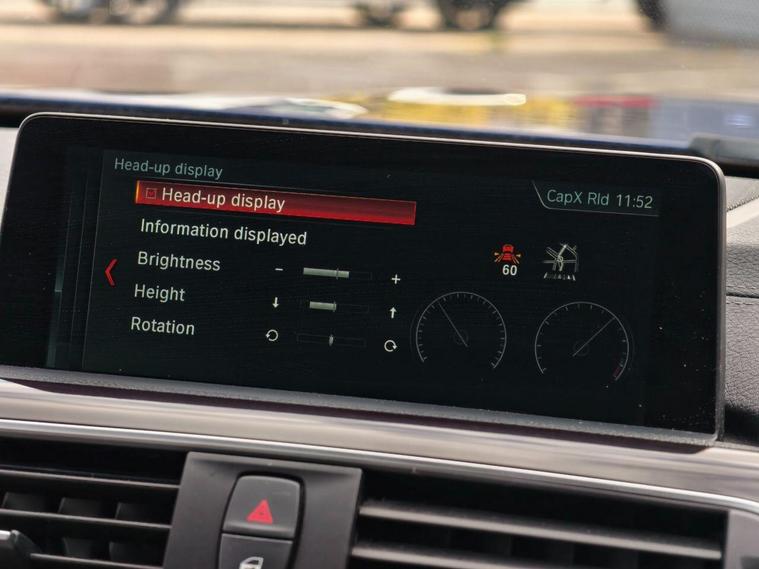 Head-up display
Head-up display
CapX Rld 11:52
Information displayed
Brightness
- +
60
Height
Rotation